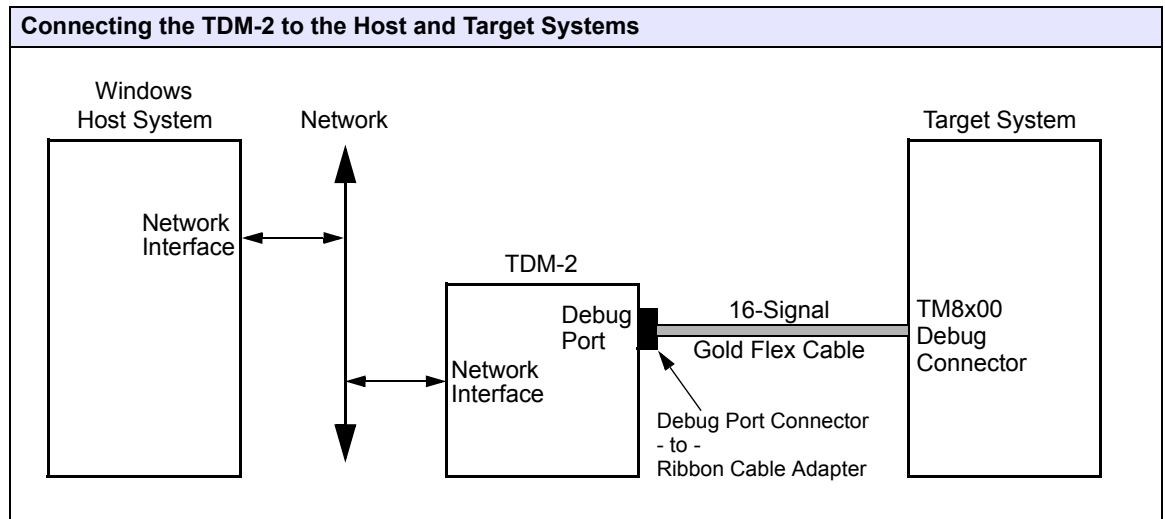 Connecting the TDM-2 to the Host and Target Systems
Windows
Host System
Network
Target System
Network
Interface
TDM-2
Debug
Port
16-Signal
Gold Flex Cable
TM8x00
Debug
Connector
Network
Interface
Debug Port Connector
- to -
Ribbon Cable Adapter